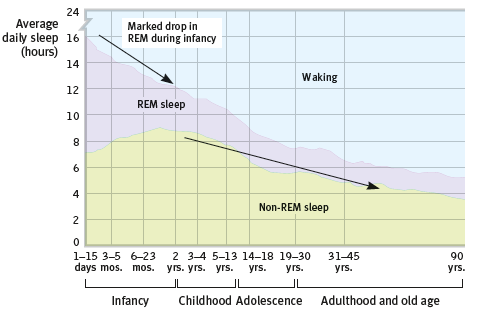 Average
daily sleep
(hours)
24
16
14
12
10
8
6
4
2
0
Marked drop in
REM during infancy
Waking
REM sleep
Non-REM sleep
1–15 3–5 6–23 2 3–4 5–13 14–18 19–30 31–45 90
days mos. mos. yrs. yrs. yrs. yrs. yrs. yrs. yrs.
Infancy Childhood Adolescence Adulthood and old age